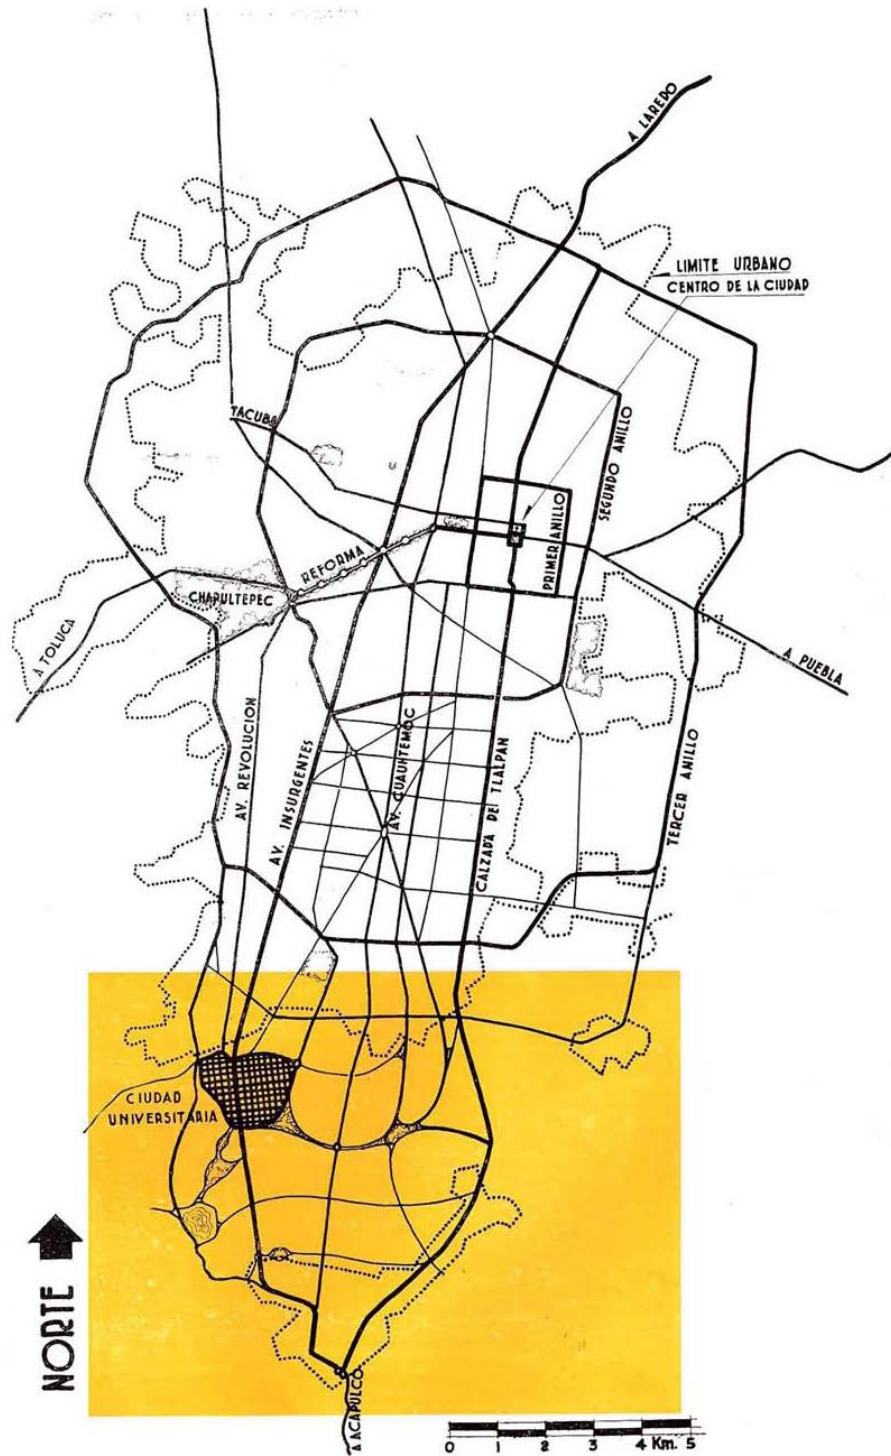 A LAREDO
LIMITE URBANO
CENTRO DE LA CIUDAD
TACUBA
SEGUNDO ANILLO
PRIMER ANILLO
REFORMA
CHAPULTEPEC
A TOLUCA
A PUEBLA
AV. REVOLUCION
AV. INSURGENTES
AV. CUAUHTEMOC
CALZADA DE TLALPAN
TERCER ANILLO
CIUDAD
UNIVERSITARIA
NORTE
A ACAPULCO
0 1 2 3 4 Km. 5